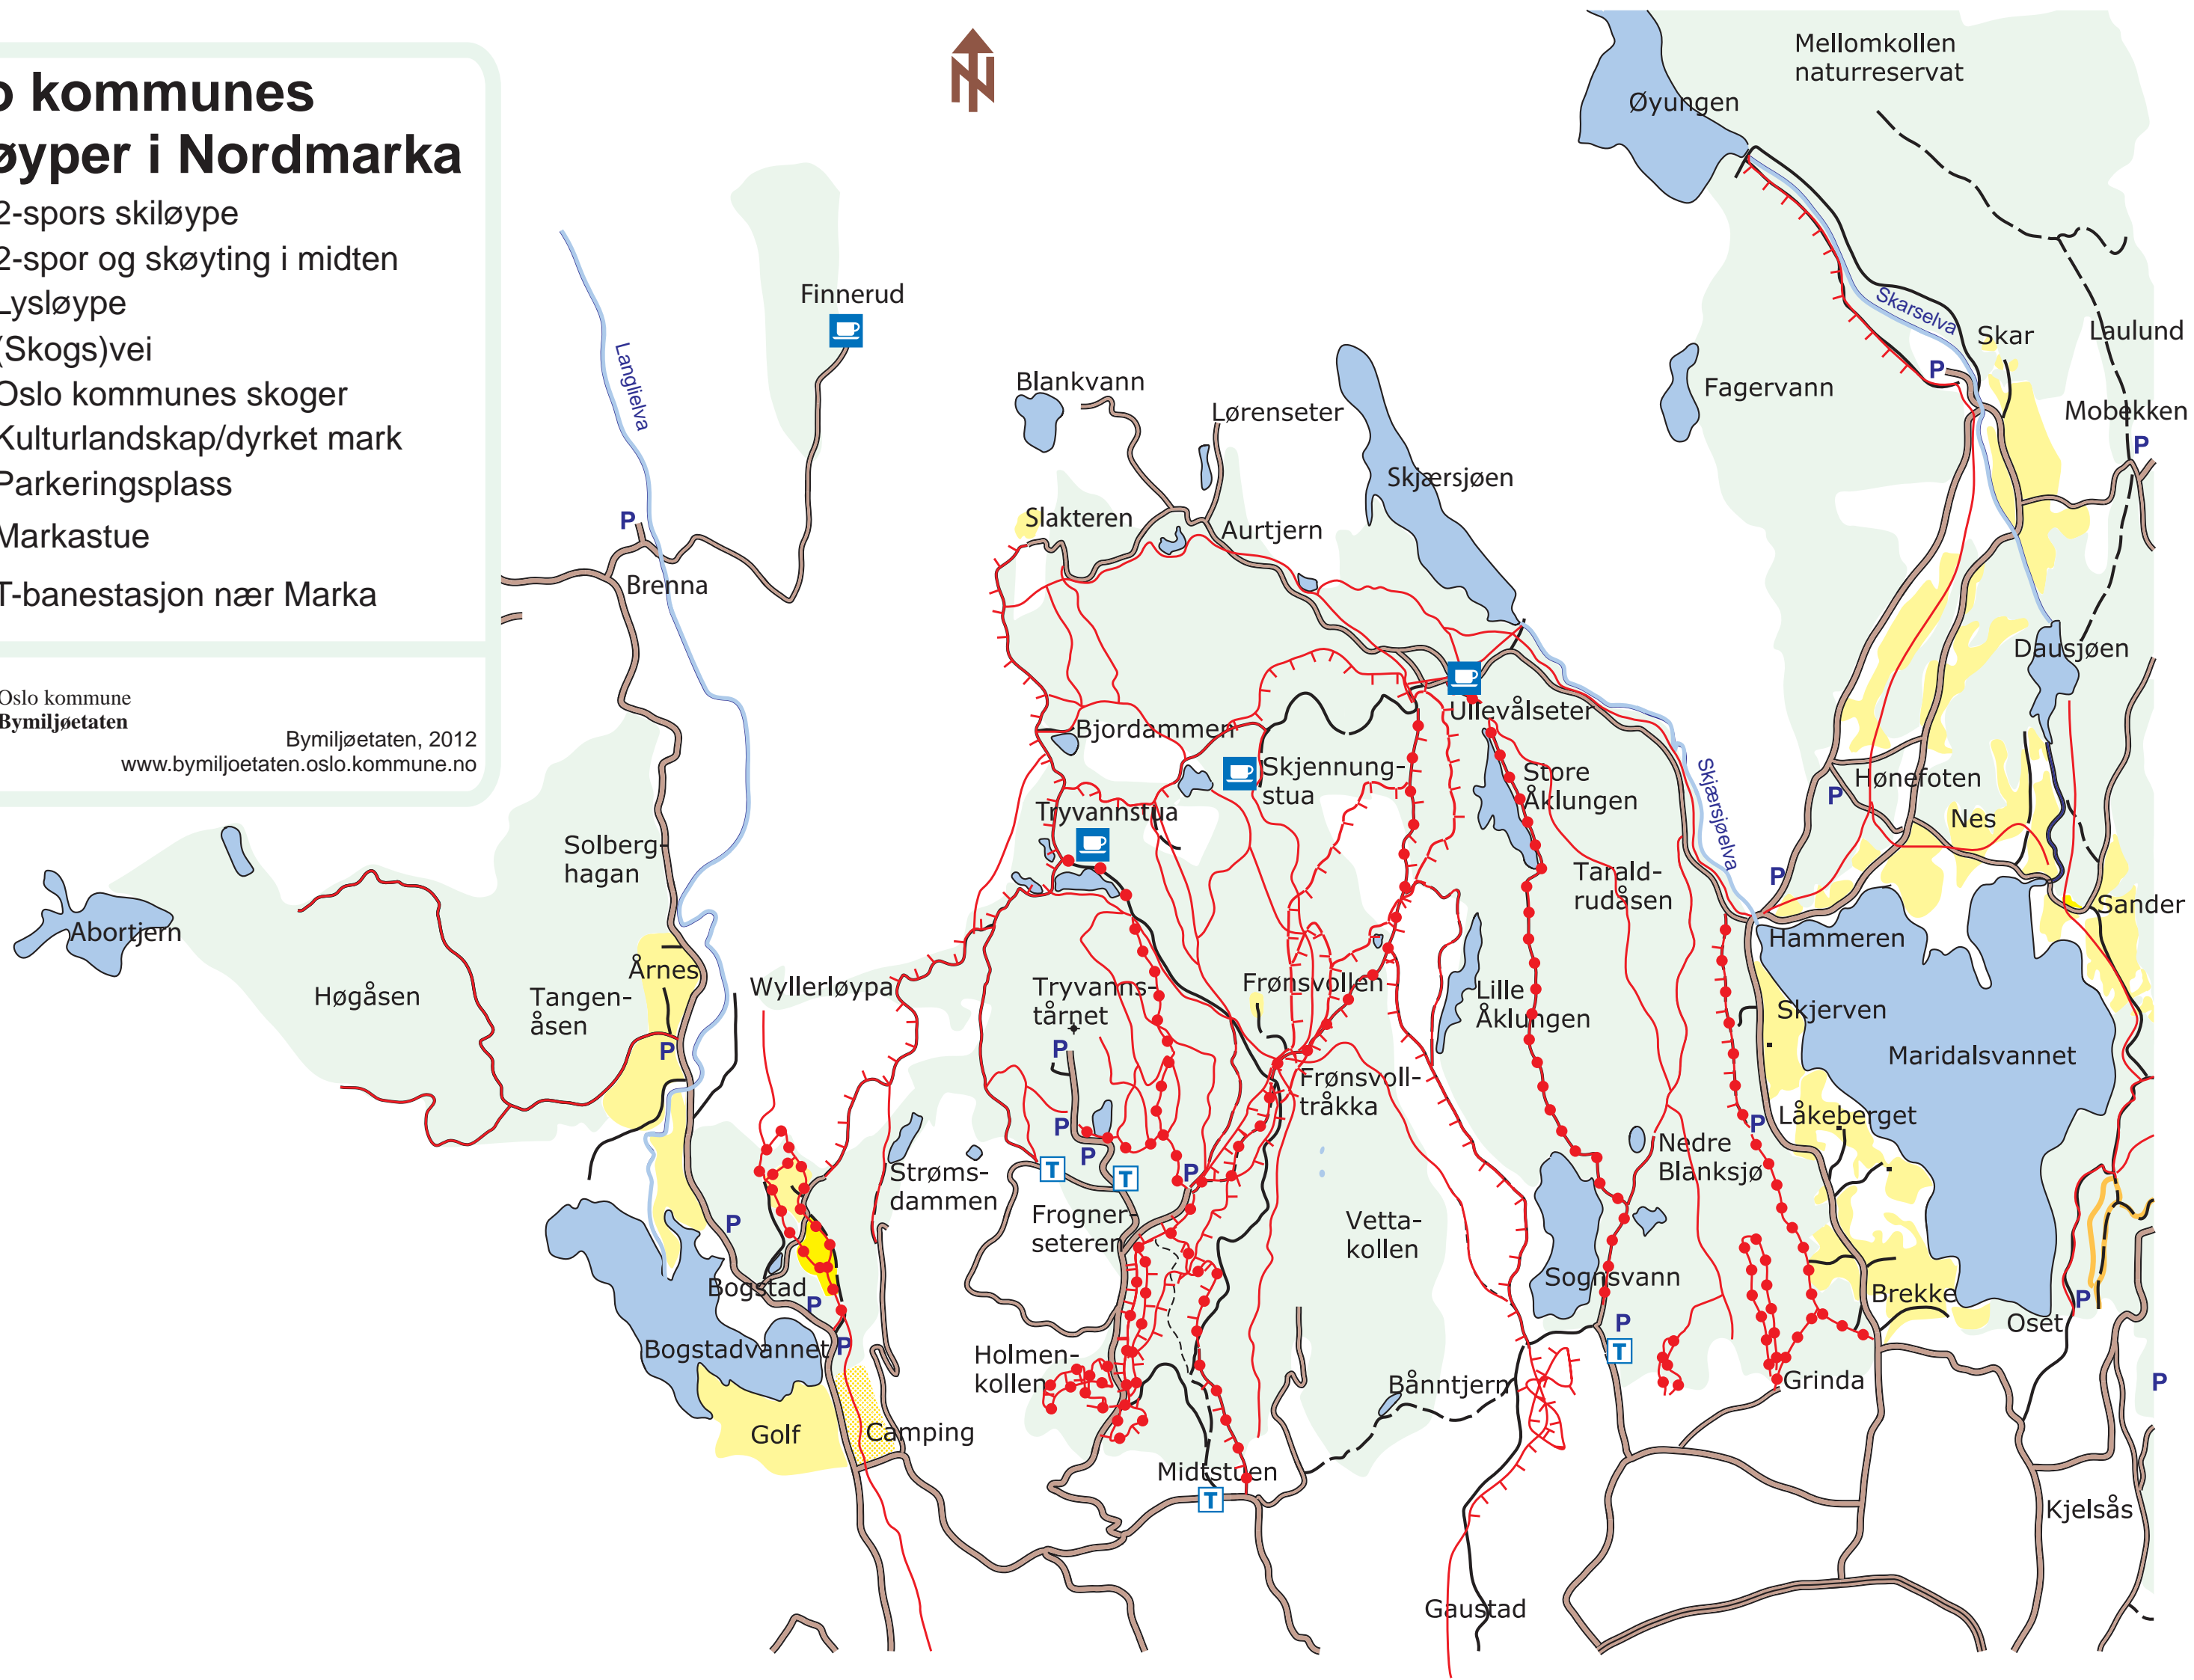 o kommunes
øyper i Nordmarka
2-spors skiløype
2-spor og skøyting i midten
Lysløype
(Skogs)vei
Oslo kommunes skoger
Kulturlandskap/dyrket mark
Parkeringsplass
Markastue
T-banestasjon nær Marka
Oslo kommune
Bymiljøetaten
Bymiljøetaten, 2012
www.bymiljoetaten.oslo.kommune.no
N
Mellomkollen
naturreservat
Øyungen
Finnerud
Langlielva
Skarselva
Skar
Laulund
P
Blankvann
Lørenseter
Fagervann
Mobekken
P
Skjærsjøen
Slakteren
Aurtjern
P
Brenna
Dausjøen
Ullevålseter
Bjordammen
Skjennung-
stua
Store
Åklungen
Skjærsjøelva
Hønefoten
P
Nes
Tryvannstua
Solberg-
hagan
Tarald-
rudåsen
P
Sander
Abortjern
Hammeren
Årnes
Høgåsen
Tangen-
åsen
Wyllerløypa
Tryvanns-
tårnet
Frønsvollen
Lille
Åklungen
Skjerven
P
P
Maridalsvannet
Frønsvoll-
tråkka
P
Låkeberget
P
P
Nedre
Blanksjø
Strøms-
dammen
T
T
P
Frogner-
seteren
Vetta-
kollen
P
Bogstad
P
Sognsvann
Brekke
P
Oset
P
T
Bogstadvannet
P
Holmen-
kollen
Bånntjern
Grinda
P
Golf
Camping
Midtstuen
T
Kjelsås
Gaustad